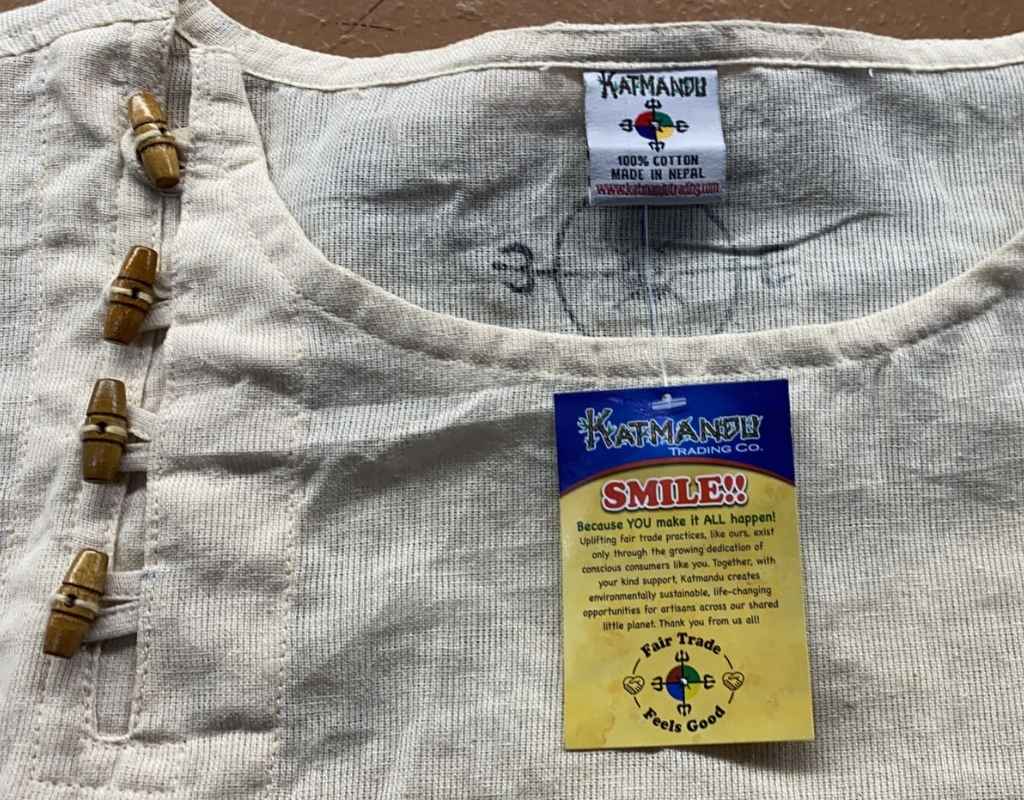 KATMANDU
100% COTTON
MADE IN NEPAL
www.katmandutrading.com
KATMANDU
TRADING CO.
SMILE!!
Because YOU make it ALL happen!
Uplifting fair trade practices, like ours, exist
only through the growing dedication of
conscious consumers like you. Together, with
your kind support, Katmandu creates
environmentally sustainable, life-changing
opportunities for artisans across our shared
little planet. Thank you from us all!
Fair Trade
Feels Good